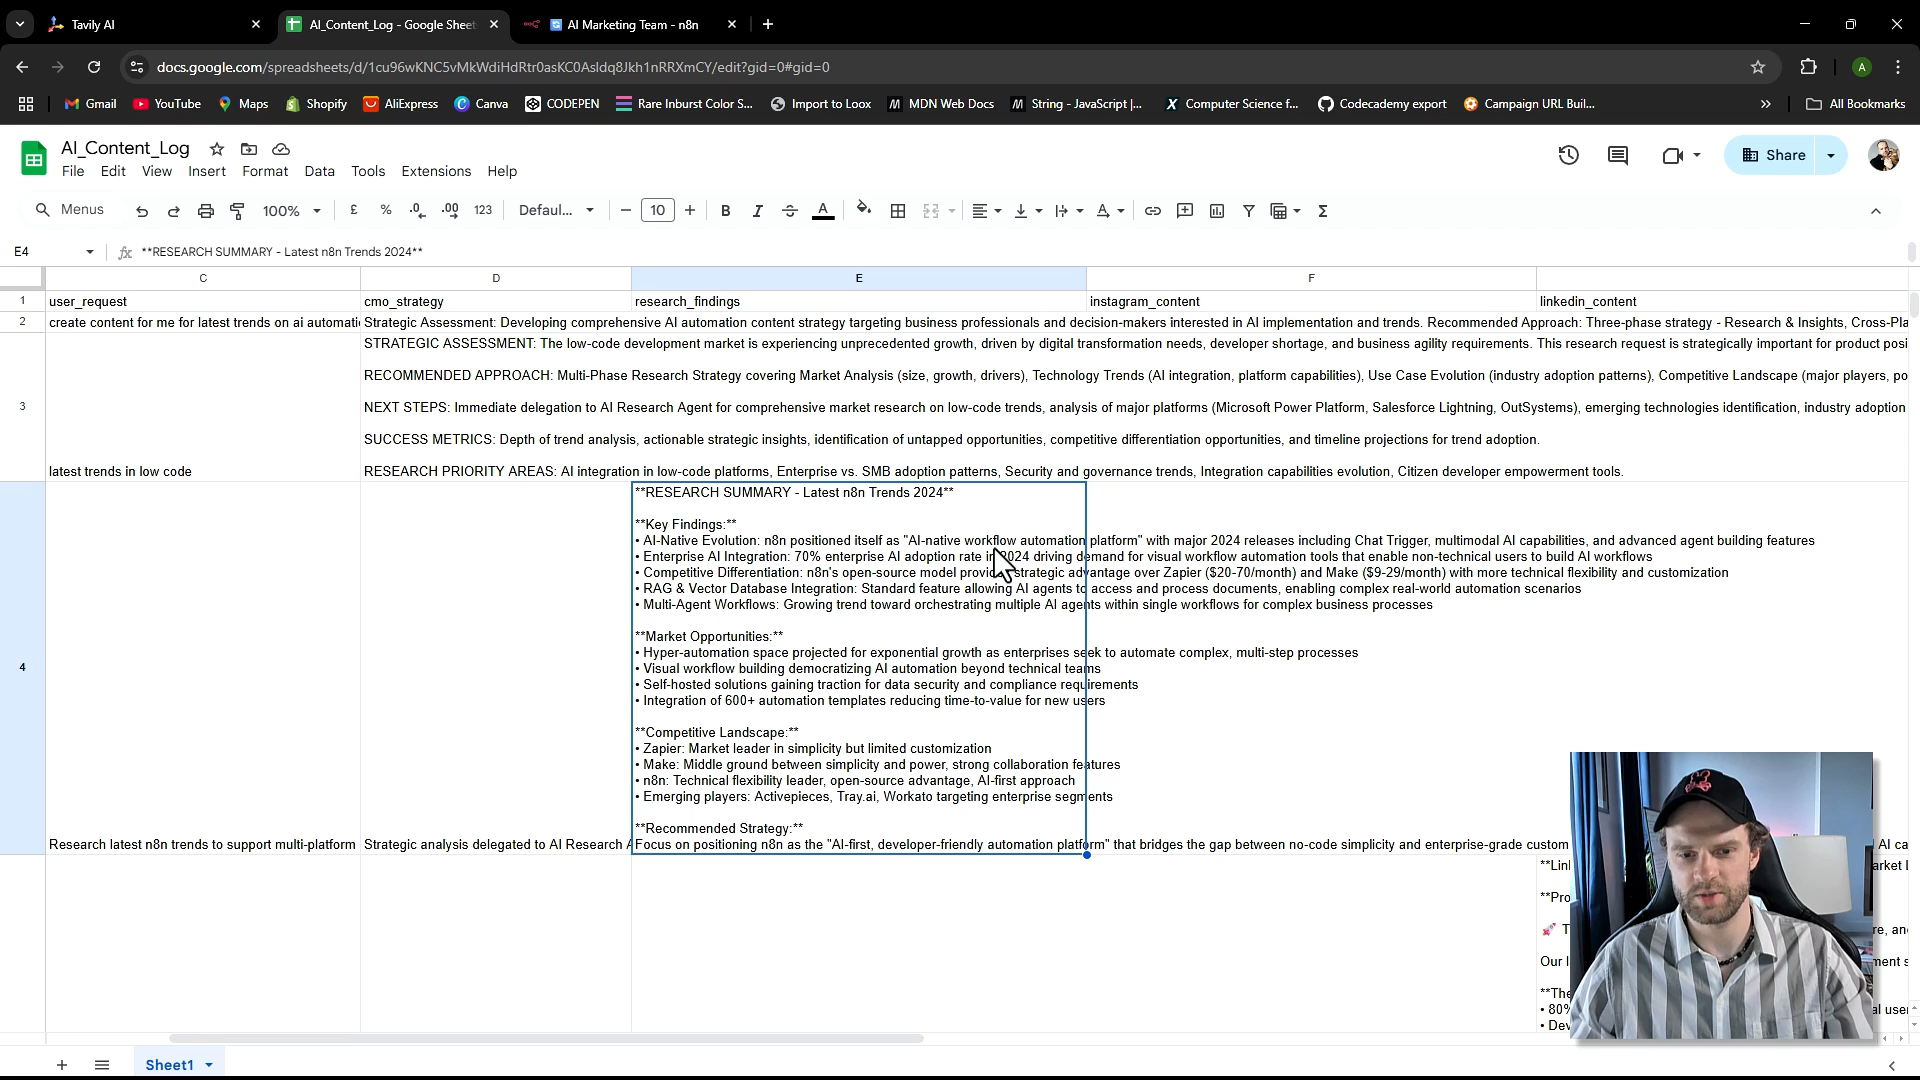 Tavily AI
AI_Content_Log - Google Sheet
AI Marketing Team - n8n
docs.google.com/spreadsheets/d/1cu96wKNC5vMkWdiHdRtr0asKC0Asldq8Jkh1nRRXmCY/edit?gid=0#gid=0
A
Gmail
YouTube
Maps
Shopify
AliExpress
Canva
CODEPEN
Rare Inburst Color S...
Import to Loox
MDN Web Docs
String - JavaScript |...
Computer Science f...
Codecademy export
Campaign URL Buil...
All Bookmarks
AI_Content_Log
File Edit View Insert Format Data Tools Extensions Help
Share
Menus
100%
£ % .0 .00 123
Defaul...
10
B I A
E4
fx **RESEARCH SUMMARY - Latest n8n Trends 2024**
C D E F
1 user_request cmo_strategy research_findings instagram_content linkedin_content
2 create content for me for latest trends on ai automati Strategic Assessment: Developing comprehensive AI automation content strategy targeting business professionals and decision-makers interested in AI implementation and trends. Recommended Approach: Three-phase strategy - Research & Insights, Cross-Pla
STRATEGIC ASSESSMENT: The low-code development market is experiencing unprecedented growth, driven by digital transformation needs, developer shortage, and business agility requirements. This research request is strategically important for product posi
RECOMMENDED APPROACH: Multi-Phase Research Strategy covering Market Analysis (size, growth, drivers), Technology Trends (AI integration, platform capabilities), Use Case Evolution (industry adoption patterns), Competitive Landscape (major players, po
3 NEXT STEPS: Immediate delegation to AI Research Agent for comprehensive market research on low-code trends, analysis of major platforms (Microsoft Power Platform, Salesforce Lightning, OutSystems), emerging technologies identification, industry adoption
SUCCESS METRICS: Depth of trend analysis, actionable strategic insights, identification of untapped opportunities, competitive differentiation opportunities, and timeline projections for trend adoption.
latest trends in low code RESEARCH PRIORITY AREAS: AI integration in low-code platforms, Enterprise vs. SMB adoption patterns, Security and governance trends, Integration capabilities evolution, Citizen developer empowerment tools.
**RESEARCH SUMMARY - Latest n8n Trends 2024**
**Key Findings:**
• AI-Native Evolution: n8n positioned itself as "AI-native workflow automation platform" with major 2024 releases including Chat Trigger, multimodal AI capabilities, and advanced agent building features
• Enterprise AI Integration: 70% enterprise AI adoption rate in 2024 driving demand for visual workflow automation tools that enable non-technical users to build AI workflows
• Competitive Differentiation: n8n's open-source model provid strategic advantage over Zapier ($20-70/month) and Make ($9-29/month) with more technical flexibility and customization
• RAG & Vector Database Integration: Standard feature allowing AI agents to access and process documents, enabling complex real-world automation scenarios
• Multi-Agent Workflows: Growing trend toward orchestrating multiple AI agents within single workflows for complex business processes
**Market Opportunities:**
• Hyper-automation space projected for exponential growth as enterprises seek to automate complex, multi-step processes
4 • Visual workflow building democratizing AI automation beyond technical teams
• Self-hosted solutions gaining traction for data security and compliance requirements
• Integration of 600+ automation templates reducing time-to-value for new users
**Competitive Landscape:**
• Zapier: Market leader in simplicity but limited customization
• Make: Middle ground between simplicity and power, strong collaboration features
• n8n: Technical flexibility leader, open-source advantage, AI-first approach
• Emerging players: Activepieces, Tray.ai, Workato targeting enterprise segments
**Recommended Strategy:**
Research latest n8n trends to support multi-platform Strategic analysis delegated to AI Research A Focus on positioning n8n as the "AI-first, developer-friendly automation platform" that bridges the gap between no-code simplicity and enterprise-grade custom AI ca
**Lin arket I
**Pro
🚀 T re, an
Our l ment s
**The
• 80% al user
• Dev
Sheet1